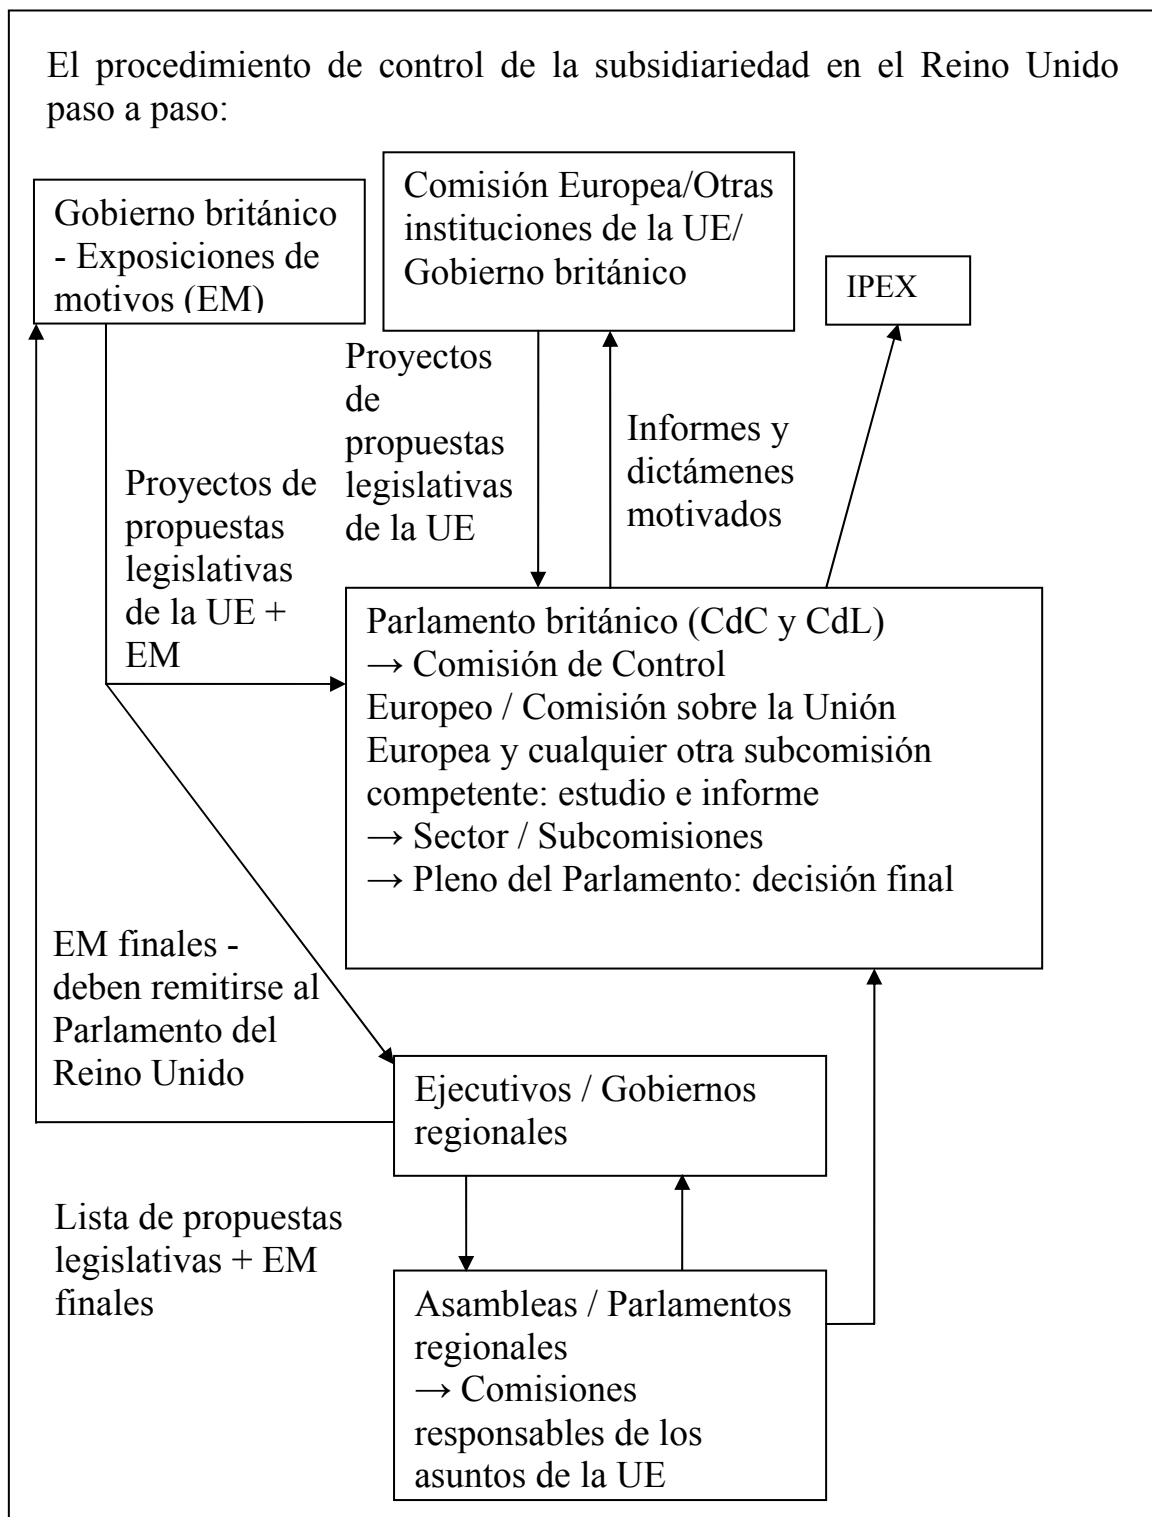 El procedimiento de control de la subsidiariedad en el Reino Unido
paso a paso:
Gobierno británico
- Exposiciones de
motivos (EM)
Comisión Europea/Otras
instituciones de la UE/
Gobierno británico
IPEX
Proyectos
de
propuestas
legislativas
de la UE
Informes y
dictámenes
motivados
Proyectos de
propuestas
legislativas
de la UE +
EM
Parlamento británico (CdC y CdL)
→ Comisión de Control
Europeo / Comisión sobre la Unión
Europea y cualquier otra subcomisión
competente: estudio e informe
→ Sector / Subcomisiones
→ Pleno del Parlamento: decisión final
EM finales -
deben remitirse al
Parlamento del
Reino Unido
Ejecutivos / Gobiernos
regionales
Lista de propuestas
legislativas + EM
finales
Asambleas / Parlamentos
regionales
→ Comisiones
responsables de los
asuntos de la UE